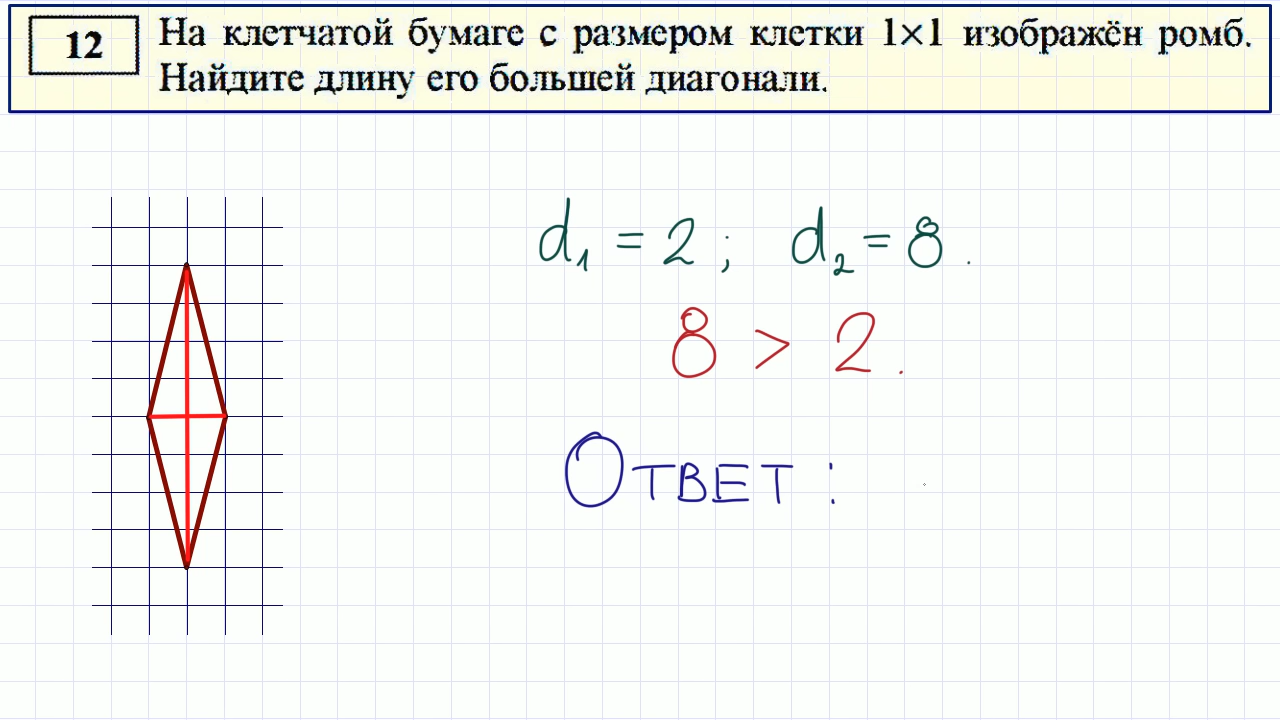 12
На клетчатой бумаге с размером клетки 1×1 изображён ромб.
Найдите длину его большей диагонали.
d₁ = 2 ; d₂ = 8 .
8 > 2 .
Ответ :